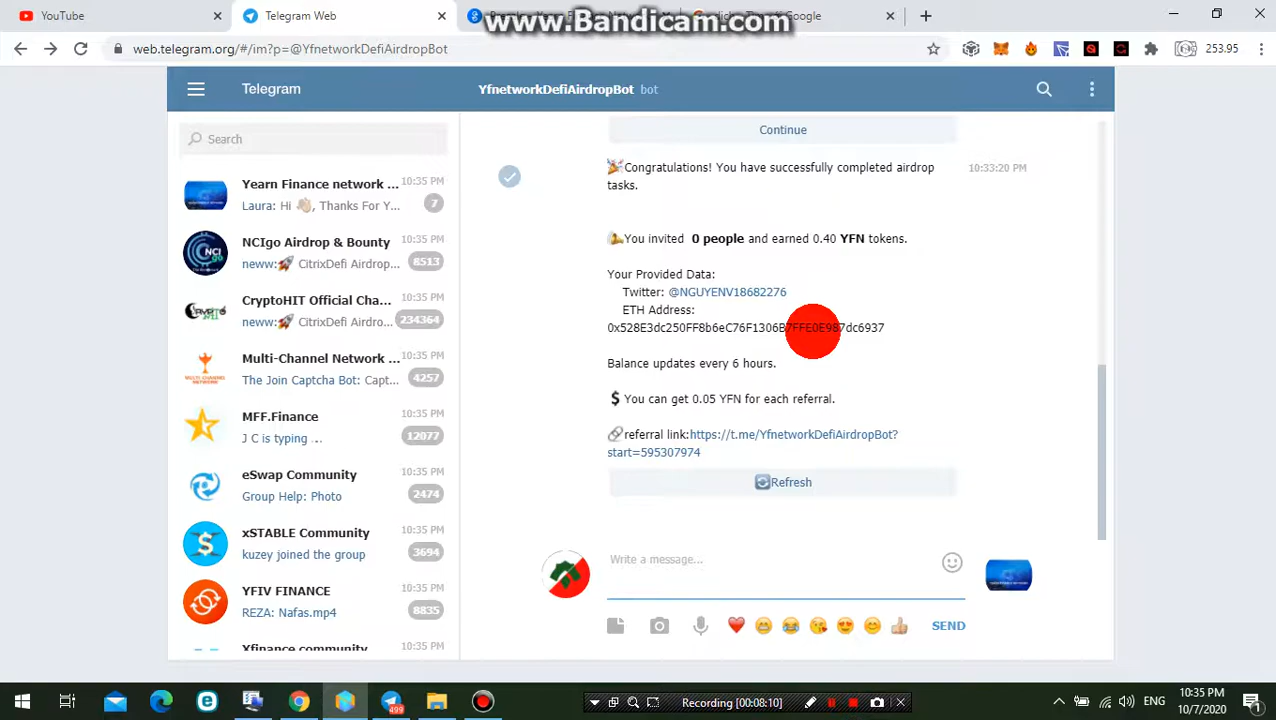 YouTube
Telegram Web
Google
www.Bandicam.com
web.telegram.org/#/im?p=@YfnetworkDefiAirdropBot
253.95
Telegram
YfnetworkDefiAirdropBot bot
Search
Yearn Finance network ...
10:35 PM
Laura: Hi 👋🏻, Thanks For Y...
7
NCIgo Airdrop & Bounty
10:35 PM
neww:🚀 CitrixDefi Airdrop...
8513
CryptoHIT Official Cha...
10:35 PM
neww:🚀 CitrixDefi Airdro...
234364
Multi-Channel Network ...
10:35 PM
The Join Captcha Bot: Capt...
4257
MFF.Finance
10:35 PM
J C is typing ...
12077
eSwap Community
10:35 PM
Group Help: Photo
2474
xSTABLE Community
10:35 PM
kuzey joined the group
3694
YFIV FINANCE
10:35 PM
REZA: Nafas.mp4
8835
Xfinance community
10:35 PM
Continue
🎉Congratulations! You have successfully completed airdrop
tasks.
10:33:20 PM
You invited 0 people and earned 0.40 YFN tokens.
Your Provided Data:
Twitter: @NGUYENV18682276
ETH Address:
0x528E3dc250FF8b6eC76F1306B7FFE0E987dc6937
Balance updates every 6 hours.
💲 You can get 0.05 YFN for each referral.
🔗referral link:https://t.me/YfnetworkDefiAirdropBot?
start=595307974
🔄Refresh
Write a message...
SEND
499
Recording [00:08:10]
ENG
10:35 PM
10/7/2020
1